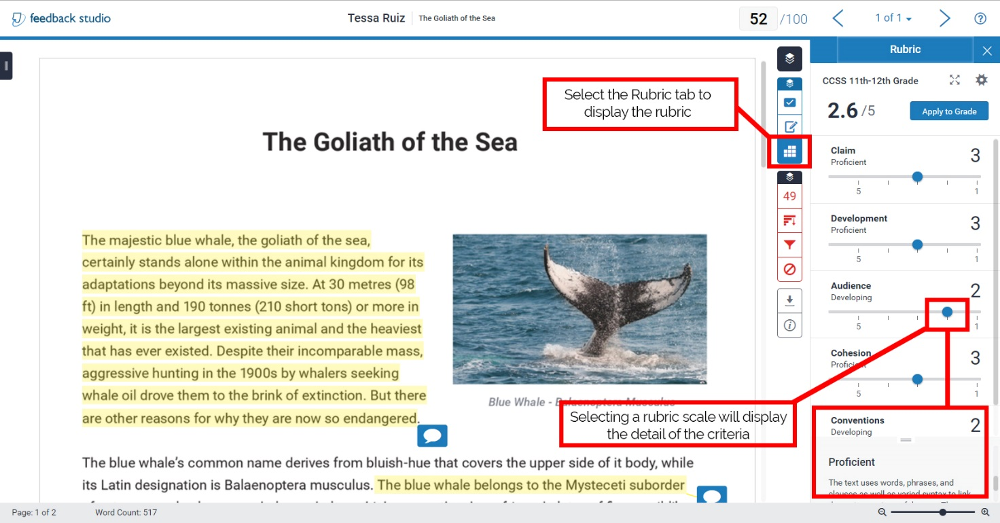 feedback studio
Tessa Ruiz
The Goliath of the Sea
52 /100
1 of 1
Rubric
CCSS 11th-12th Grade
2.6 /5
Apply to Grade
Select the Rubric tab to
display the rubric
The Goliath of the Sea
The majestic blue whale, the goliath of the sea,
certainly stands alone within the animal kingdom for its
adaptations beyond its massive size. At 30 metres (98
ft) in length and 190 tonnes (210 short tons) or more in
weight, it is the largest existing animal and the heaviest
that has ever existed. Despite their incomparable mass,
aggressive hunting in the 1900s by whalers seeking
whale oil drove them to the brink of extinction. But there
are other reasons for why they are now so endangered.
Blue Whale - Balaenoptera Musculus
Selecting a rubric scale will display
the detail of the criteria
The blue whale's common name derives from bluish-hue that covers the upper side of it body, while
its Latin designation is Balaenoptera musculus. The blue whale belongs to the Mysteceti suborder
49
Claim
Proficient
3
5 1
Development
Proficient
3
5 1
Audience
Developing
2
5 1
Cohesion
Proficient
3
5 1
Conventions
Developing
2
Proficient
The text uses words, phrases, and
clauses as well as varied syntax to link
Page: 1 of 2
Word Count: 517